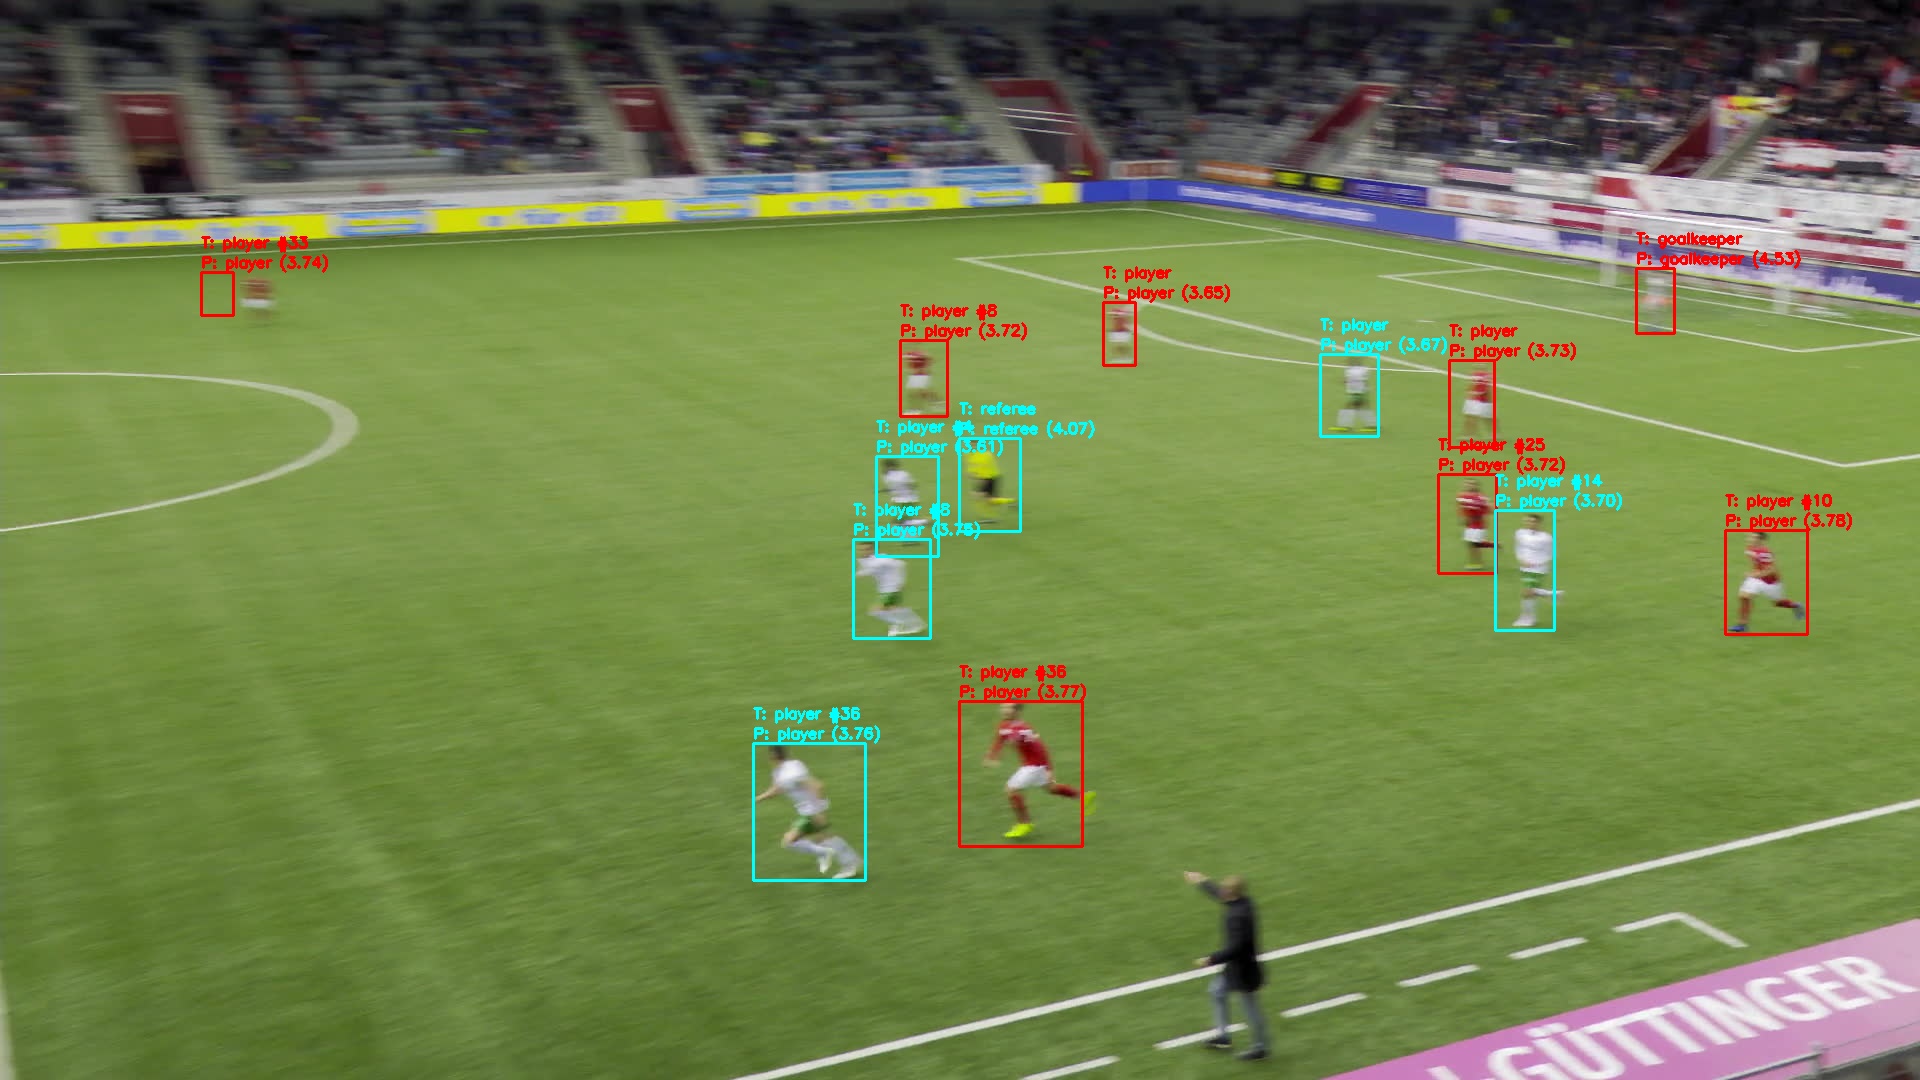 T: player #33
P: player (3.74)
T: goalkeeper
P: goalkeeper (4.53)
T: player
P: player (3.65)
T: player #8
P: player (3.72)
T: player
P: player (3.67)
T: player
P: player (3.73)
T: referee
P: referee (4.07)
T: player
P: player (3.61)
T: player #25
P: player (3.72)
T: player #14
P: player (3.70)
T: player #10
P: player (3.78)
T: player #8
P: player
T: player #36
P: player (3.77)
T: player #36
P: player (3.76)
GÜTTINGER